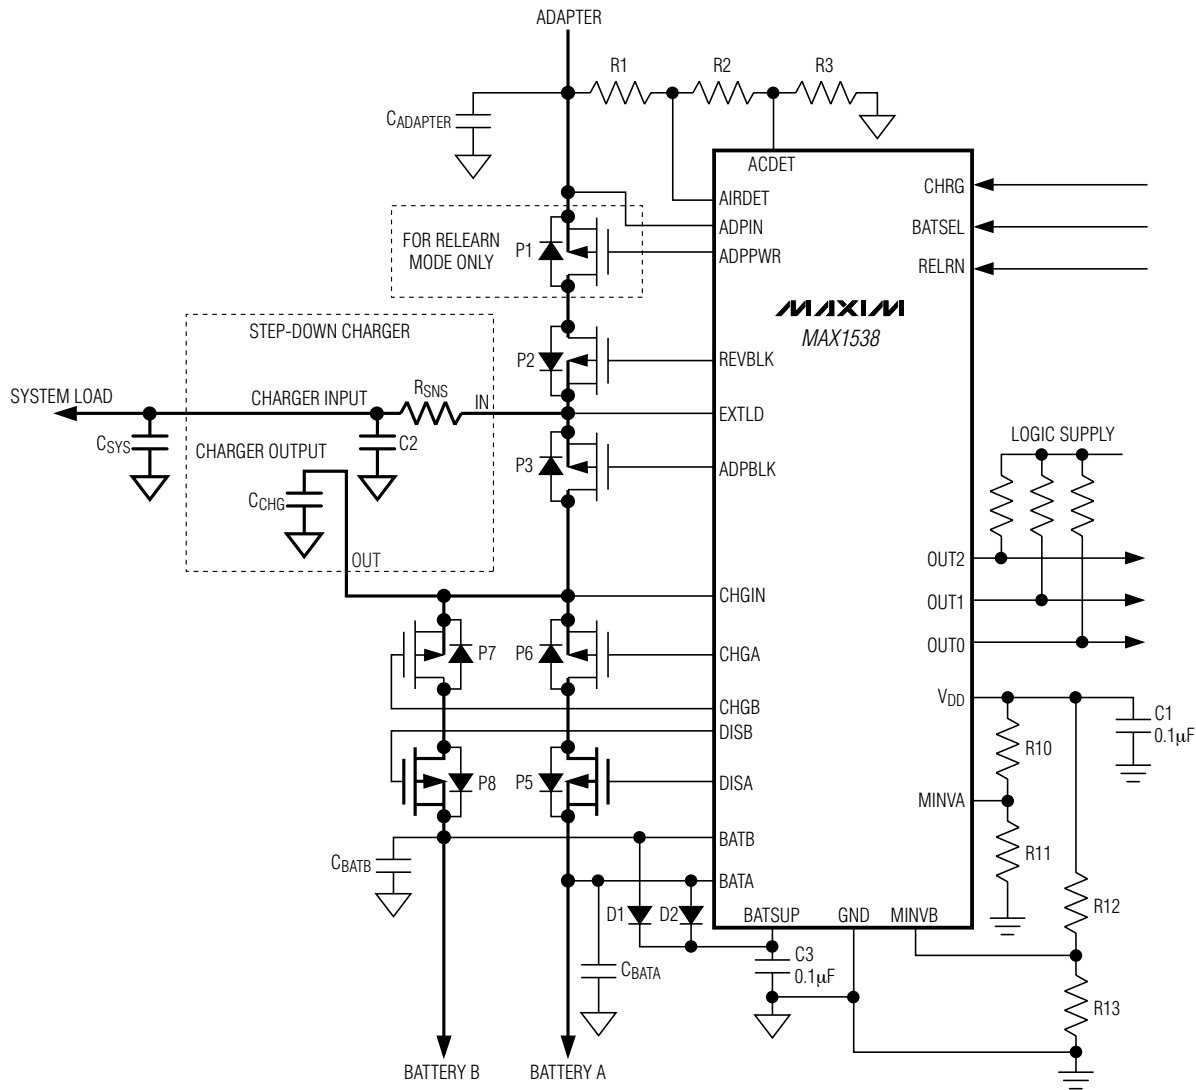 ADAPTER
R1
R2
R3
CADAPTER
ACDET
CHRG
AIRDET
BATSEL
ADPIN
FOR RELEARN
MODE ONLY
P1
ADPPWR
RELRN
MAXIM
MAX1538
STEP-DOWN CHARGER
P2
REVBLK
SYSTEM LOAD
CHARGER INPUT
RSNS
IN
EXTLD
CSYS
CHARGER OUTPUT
C2
P3
ADPBLK
LOGIC SUPPLY
CCHG
OUT
OUT2
CHGIN
OUT1
P7
P6
CHGA
OUT0
VDD
CHGB
C1
0.1µF
DISB
R10
P8
P5
DISA
MINVA
BATB
R11
CBATB
BATA
D1
D2
BATSUP
GND
MINVB
R12
CBATA
C3
0.1µF
R13
BATTERY B
BATTERY A